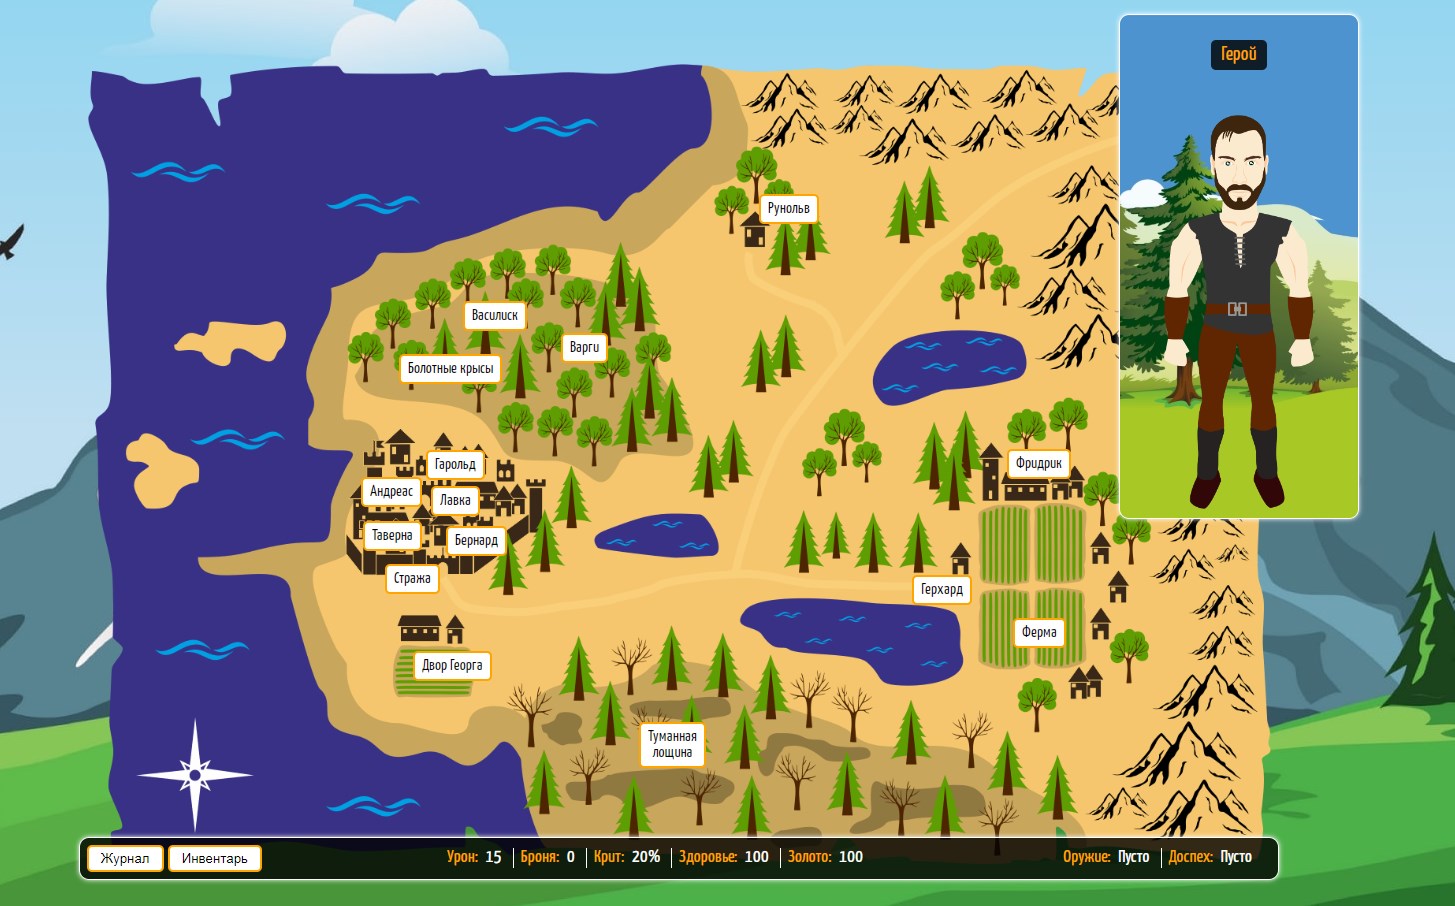 Герой
Рунольв
Василиск
Варги
Болотные крысы
Гарольд
Фридрик
Андреас
Лавка
Таверна
Бернард
Стража
Герхард
Ферма
Двор Георга
Туманная
лощина
Журнал
Инвентарь
Урон: 15
Броня: 0
Крит: 20%
Здоровье: 100
Золото: 100
Оружие: Пусто
Доспех: Пусто